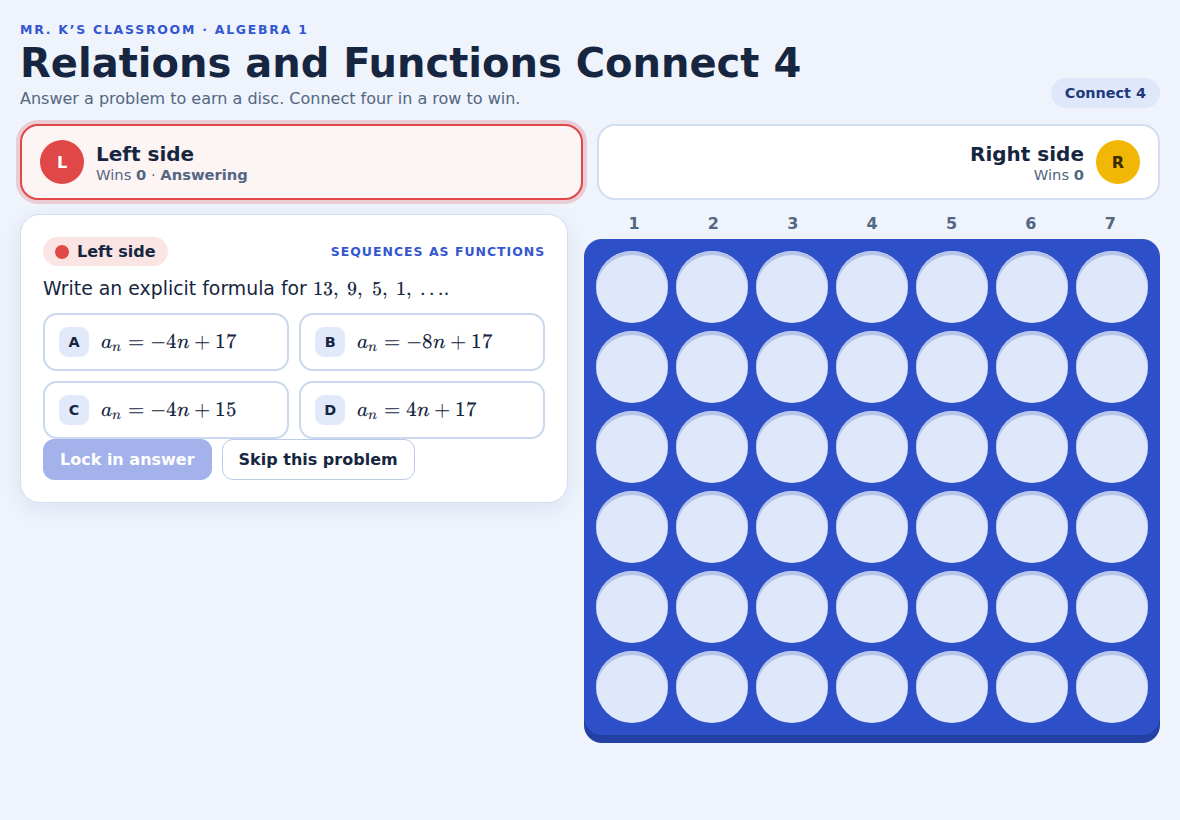 MR. K’S CLASSROOM · ALGEBRA 1
Relations and Functions Connect 4
Answer a problem to earn a disc. Connect four in a row to win.
Connect 4
L
Left side
Wins 0 · Answering
Right side
Wins 0
R
Left side
SEQUENCES AS FUNCTIONS
Write an explicit formula for 13, 9, 5, 1, ....
A aₙ = −4n + 17
B aₙ = −8n + 17
C aₙ = −4n + 15
D aₙ = 4n + 17
Lock in answer
Skip this problem
1 2 3 4 5 6 7